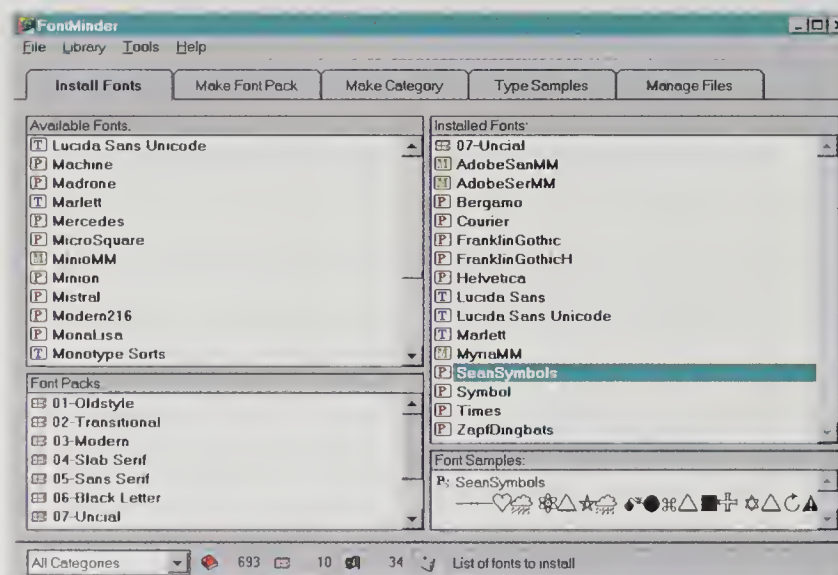 FontMinder
File Library Tools Help
Install Fonts
Make Font Pack
Make Category
Type Samples
Manage Files
Available Fonts:
T Lucida Sans Unicode
P Machine
P Madrone
T Marlett
P Mercedes
P MicroSquare
M MinioMM
P Minion
P Mistral
P Modern216
P MonaLisa
T Monotype Sorts
Font Packs
01-Oldstyle
02-Transitional
03-Modern
04-Slab Serif
05-Sans Serif
06-Black Letter
07-Uncial
Installed Fonts:
07-Uncial
M AdobeSanMM
M AdobeSerMM
P Bergamo
P Courier
P FranklinGothic
P FranklinGothicH
P Helvetica
T Lucida Sans
T Lucida Sans Unicode
T Marlett
M MyriaMM
P SeanSymbols
P Symbol
P Times
P ZapfDingbats
Font Samples:
P: SeanSymbols
All Categories 693 10 34 List of fonts to install